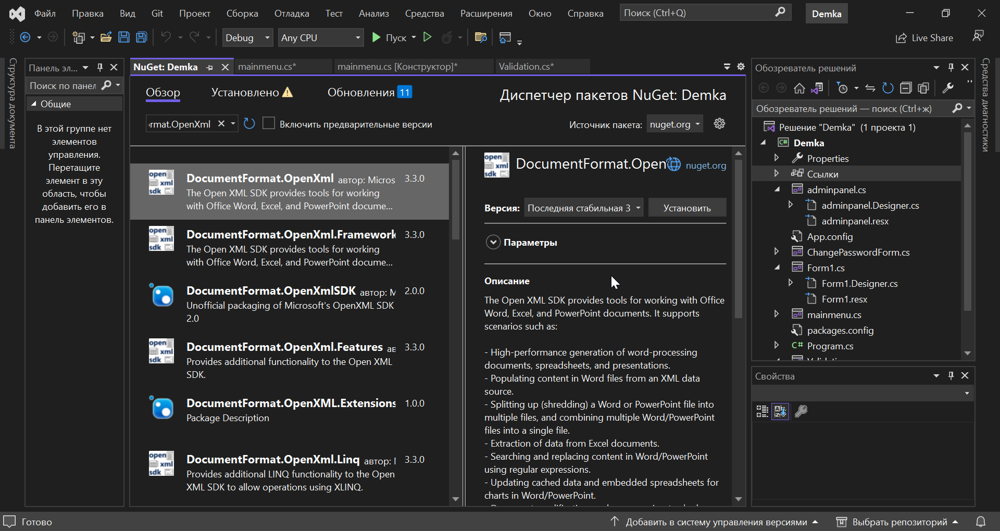 Файл Правка Вид Git Проект Сборка Отладка Тест Анализ Средства Расширения Окно Справка Поиск (Ctrl+Q) Demka
Debug Any CPU Пуск Live Share
Структура документа
Панель эл...
Поиск по панел
Общие
В этой группе нет
элементов
управления.
Перетащите
элемент в эту
область, чтобы
добавить его в
панель элементов.
NuGet: Demka mainmenu.cs* mainmenu.cs [Конструктор]* Validation.cs*
Обзор Установлено Обновления 11
Диспетчер пакетов NuGet: Demka
rmat.OpenXml Включить предварительные версии
Источник пакета: nuget.org
open xml sdk
DocumentFormat.OpenXml автор: Micros 3.3.0
The Open XML SDK provides tools for working
with Office Word, Excel, and PowerPoint docume...
open xml sdk
DocumentFormat.OpenXml.Framework 3.3.0
The Open XML SDK provides tools for working
with Office Word, Excel, and PowerPoint docume...
DocumentFormat.OpenXmlSDK автор: M 2.0.0
Unofficial packaging of Microsoft's OpenXML SDK
2.0
open xml sdk
DocumentFormat.OpenXml.Features ав 3.3.0
Provides additional functionality to the Open XML
SDK.
DocumentFormat.OpenXML.Extensions 1.0.0
Package Description
open xml sdk
DocumentFormat.OpenXml.Linq автор: 3.3.0
Provides additional LINQ functionality to the Open
XML SDK to allow operations using XLINQ.
open xml sdk
DocumentFormat.Open nuget.org
Версия: Последняя стабильная 3 Установить
Параметры
Описание
The Open XML SDK provides tools for working with Office
Word, Excel, and PowerPoint documents. It supports
scenarios such as:
- High-performance generation of word-processing
documents, spreadsheets, and presentations.
- Populating content in Word files from an XML data
source.
- Splitting up (shredding) a Word or PowerPoint file into
multiple files, and combining multiple Word/PowerPoint
files into a single file.
- Extraction of data from Excel documents.
- Searching and replacing content in Word/PowerPoint
using regular expressions.
- Updating cached data and embedded spreadsheets for
charts in Word/PowerPoint.
Обозреватель решений
Обозреватель решений — поиск (Ctrl+ж)
Решение "Demka" (1 проекта 1)
C# Demka
Properties
Ссылки
adminpanel.cs
adminpanel.Designer.cs
adminpanel.resx
App.config
ChangePasswordForm.cs
Form1.cs
Form1.Designer.cs
Form1.resx
mainmenu.cs
packages.config
C# Program.cs
Свойства
Средства диагностики
Готово Добавить в систему управления версиями Выбрать репозиторий